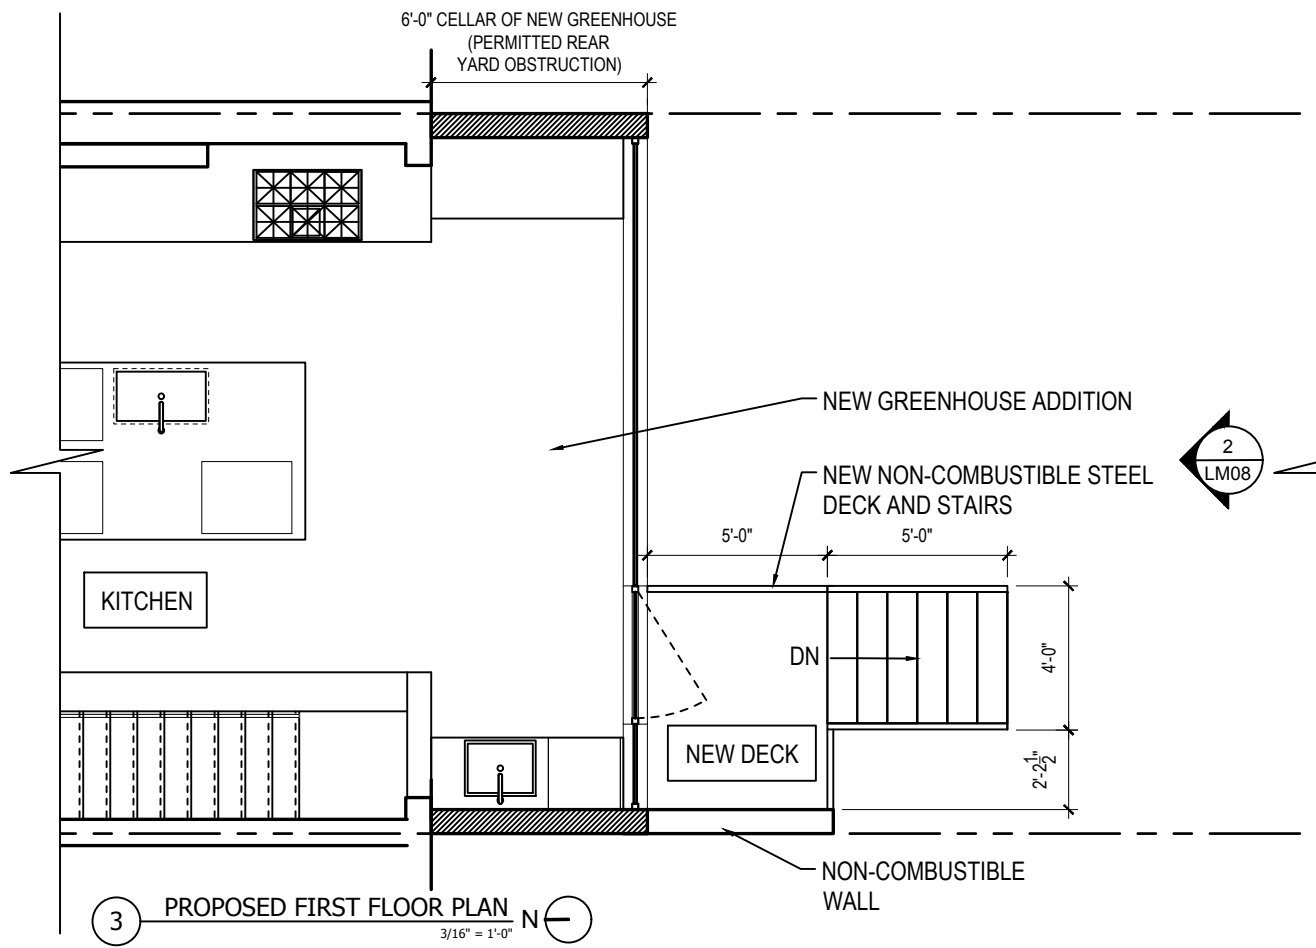 6'-0" CELLAR OF NEW GREENHOUSE
(PERMITTED REAR
YARD OBSTRUCTION)
NEW GREENHOUSE ADDITION
2
LM08
NEW NON-COMBUSTIBLE STEEL
DECK AND STAIRS
5'-0"
5'-0"
KITCHEN
DN
4'-0"
NEW DECK
2'-2 1/2"
NON-COMBUSTIBLE
WALL
3
PROPOSED FIRST FLOOR PLAN
N
3/16" = 1'-0"